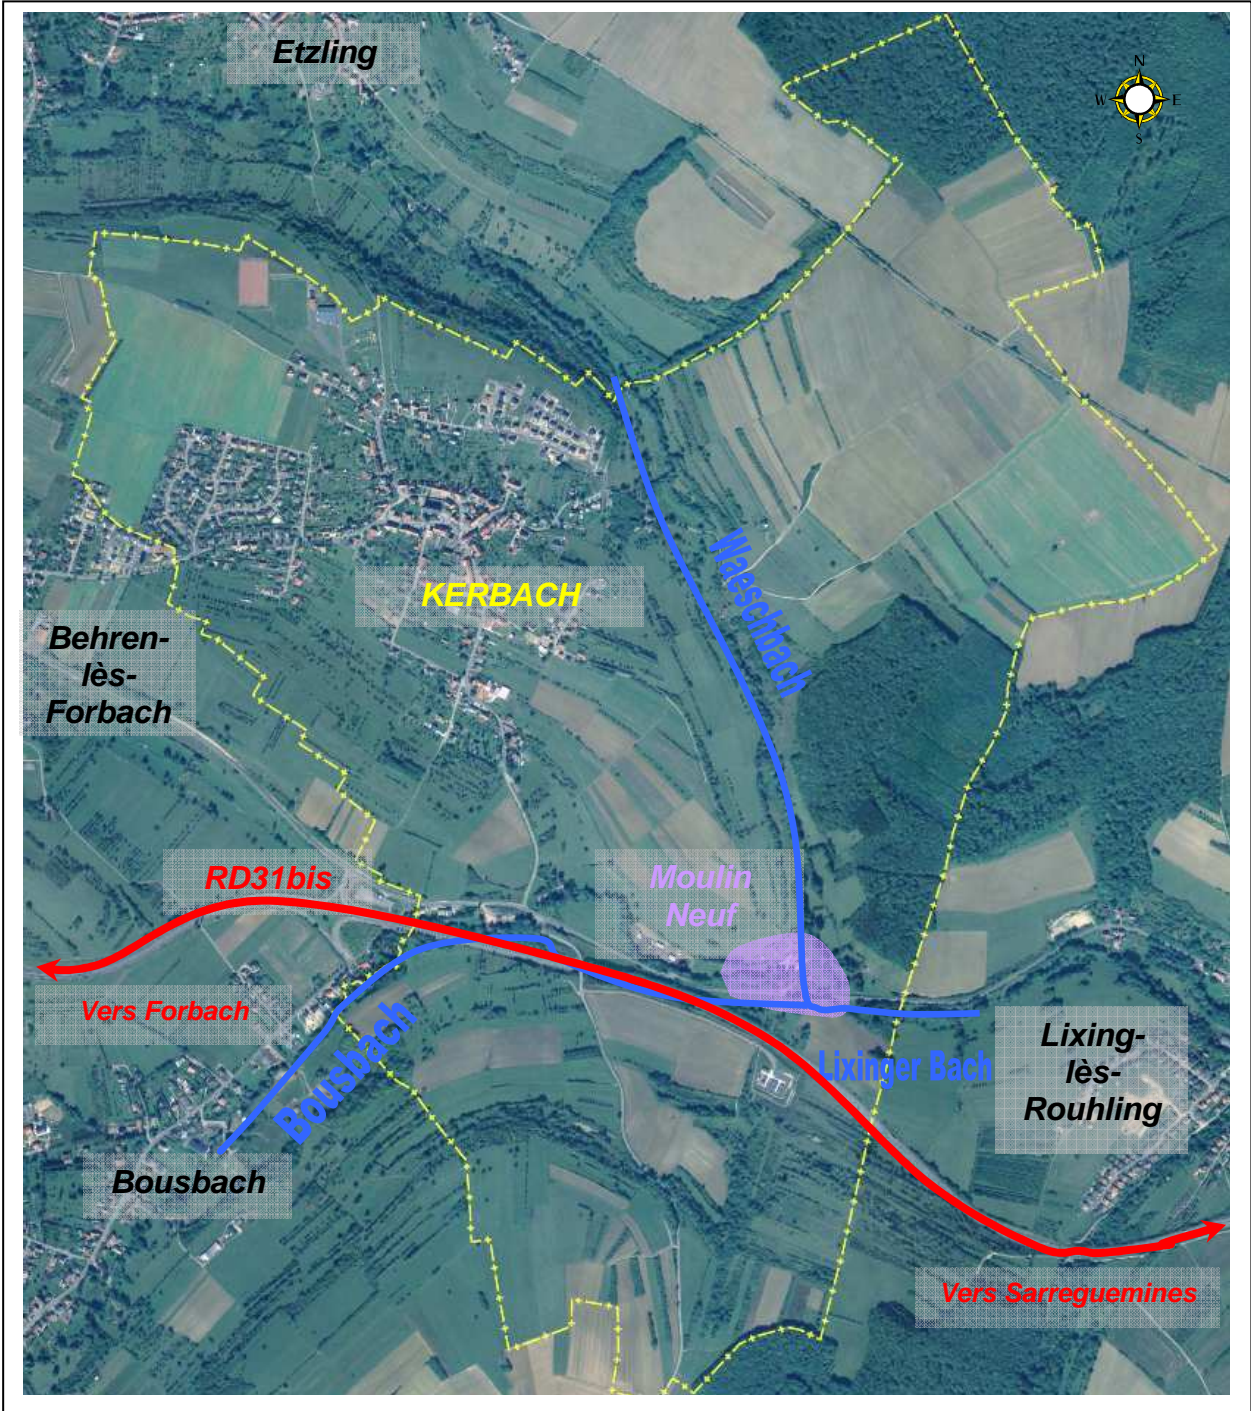 Etzling
N
W
E
S
Waeschbach
KERBACH
Behren-
lès-
Forbach
RD31bis
Moulin
Neuf
Vers Forbach
Bousbach
Lixinger Bach
Lixing-
lès-
Rouhling
Bousbach
Vers Sarreguemines